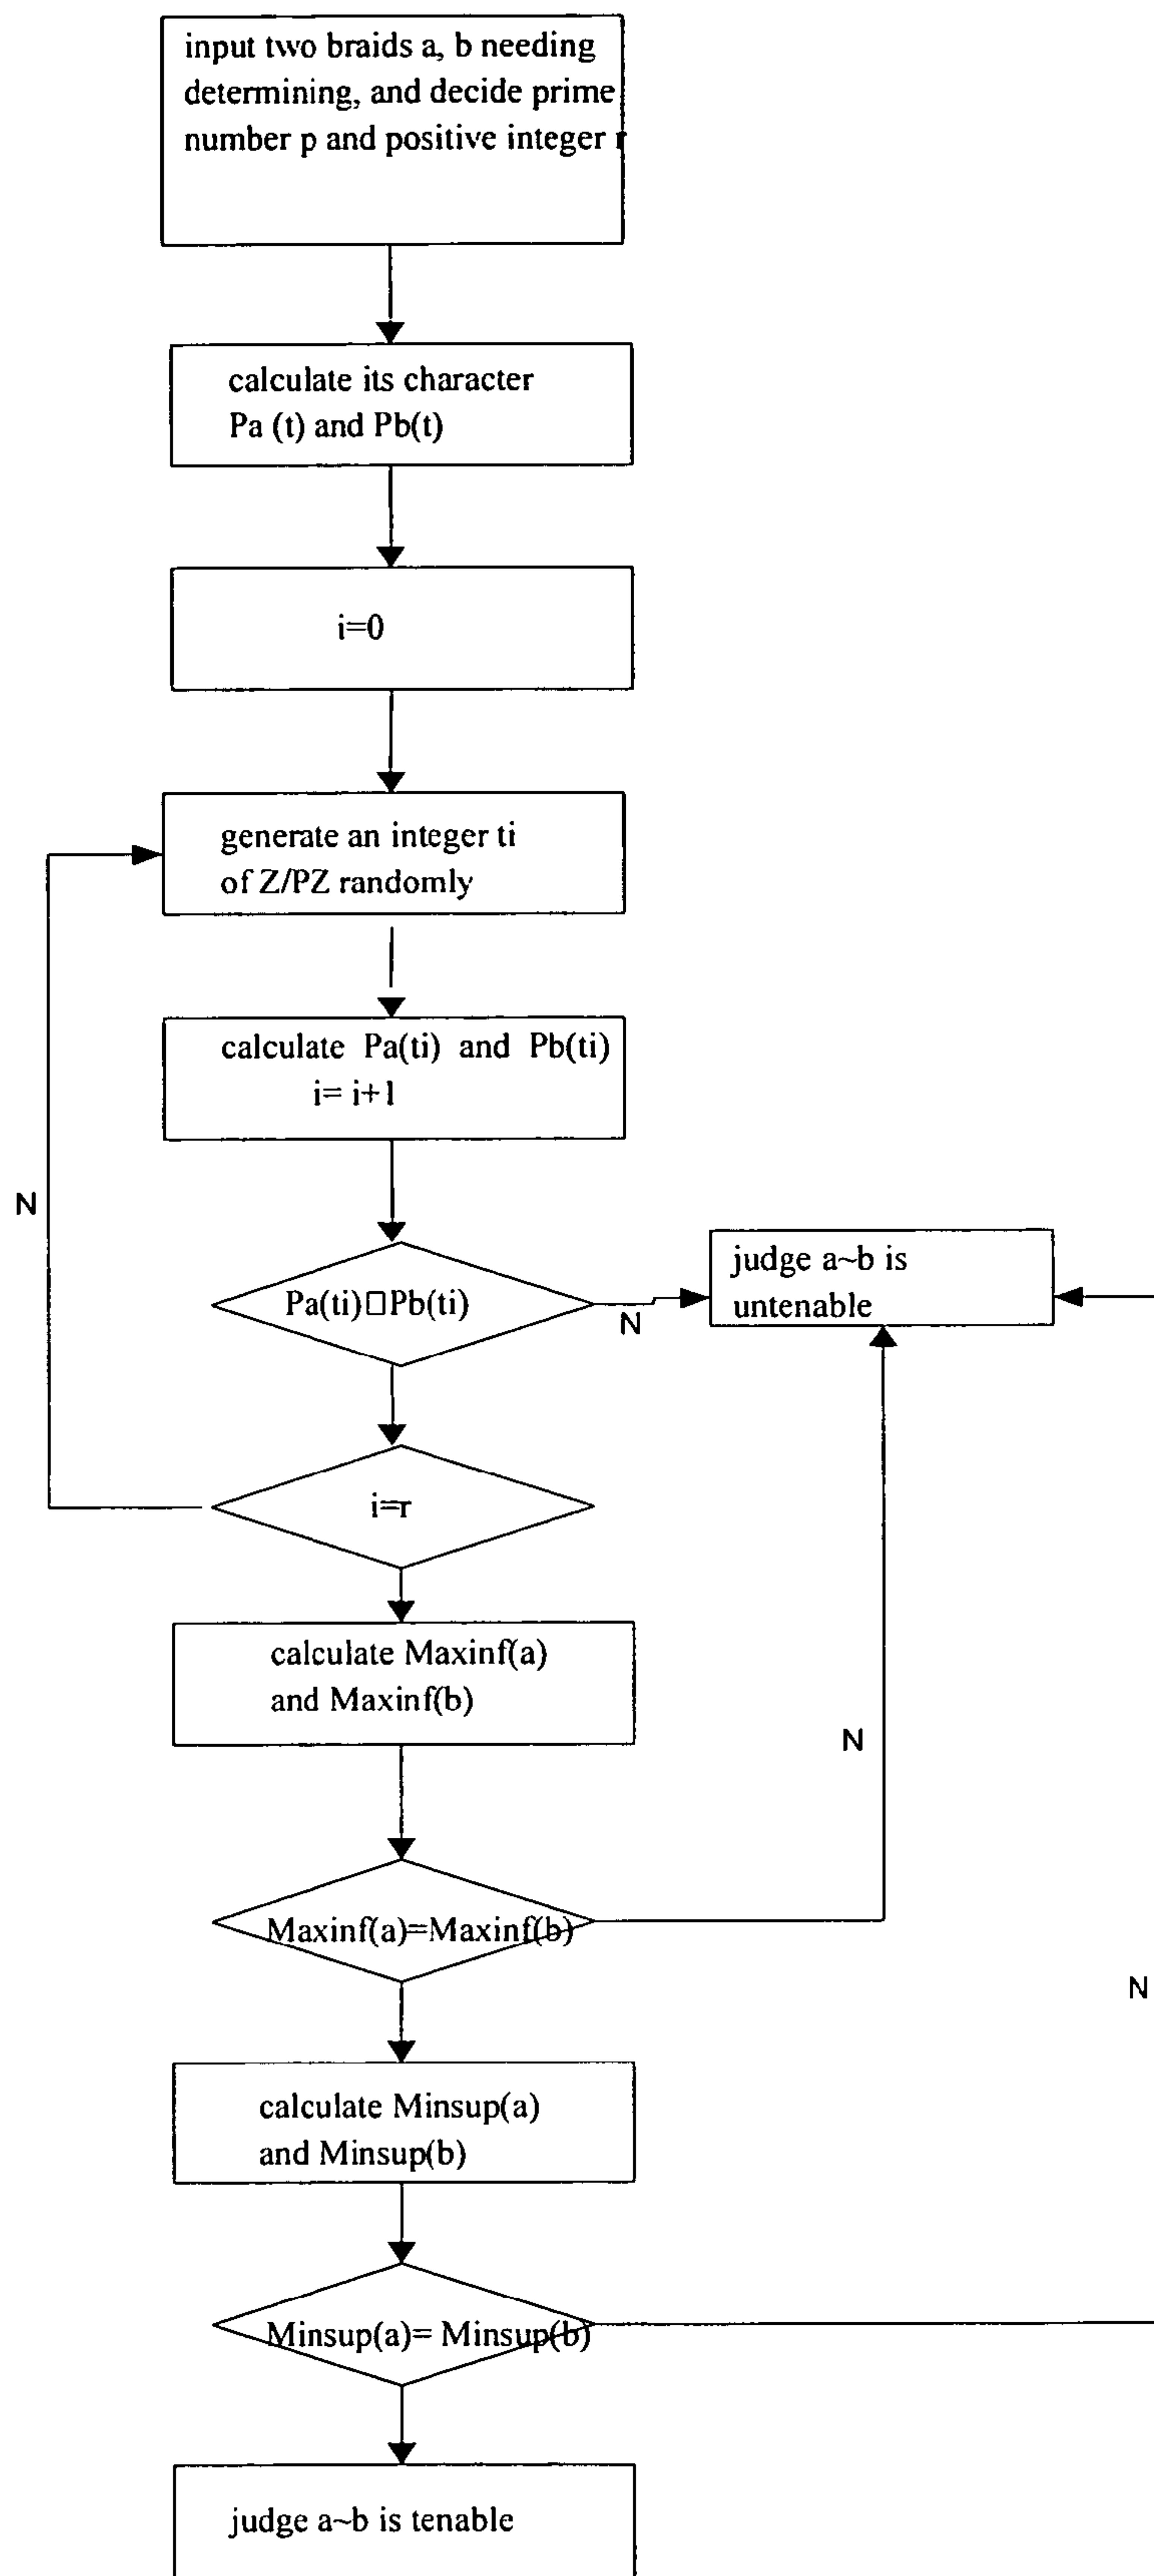 input two braids a, b needing
determining, and decide prime
number p and positive integer r
calculate its character
Pa (t) and Pb(t)
i=0
generate an integer ti
of Z/PZ randomly
calculate Pa(ti) and Pb(ti)
i= i+1
N
Pa(ti)□Pb(ti)
N
judge a~b is
untenable
i=r
calculate Maxinf(a)
and Maxinf(b)
N
Maxinf(a)=Maxinf(b)
N
calculate Minsup(a)
and Minsup(b)
Minsup(a)= Minsup(b)
judge a~b is tenable